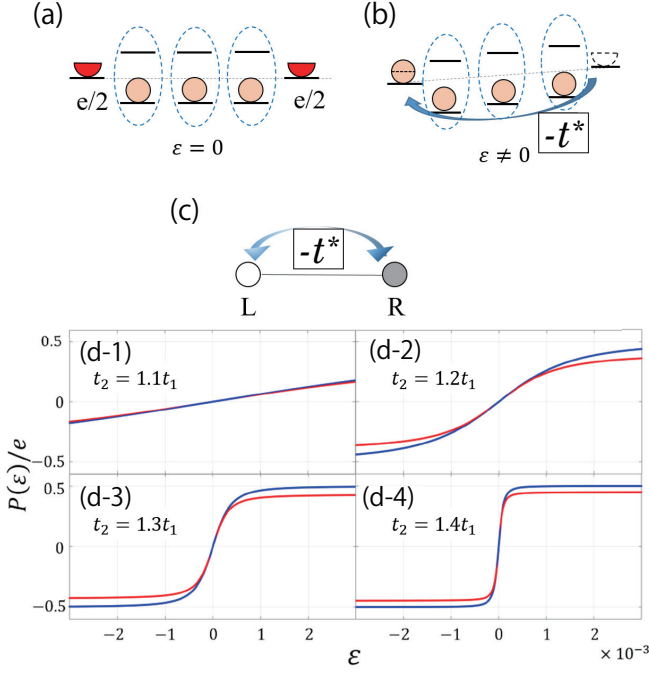 (a)
(b)
e/2
e/2
ε = 0
ε ≠ 0
-t*
(c)
-t*
L
R
P(ε)/e
0.5
0
−0.5
(d-1)
t₂ = 1.1t₁
(d-2)
t₂ = 1.2t₁
0.5
0
−0.5
(d-3)
t₂ = 1.3t₁
(d-4)
t₂ = 1.4t₁
−2
−1
0
1
2
−2
−1
0
1
2
ε
× 10⁻³